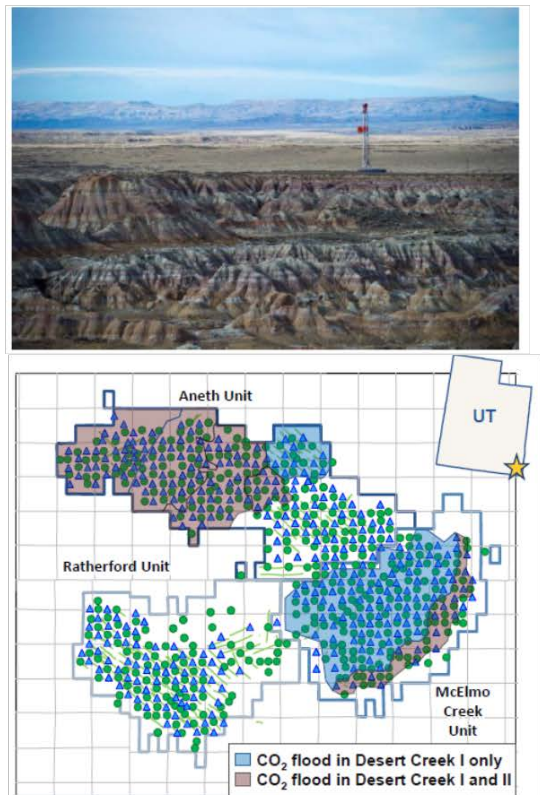 Aneth Unit
UT
Ratherford Unit
McElmo
Creek
Unit
CO₂ flood in Desert Creek I only
CO₂ flood in Desert Creek I and II